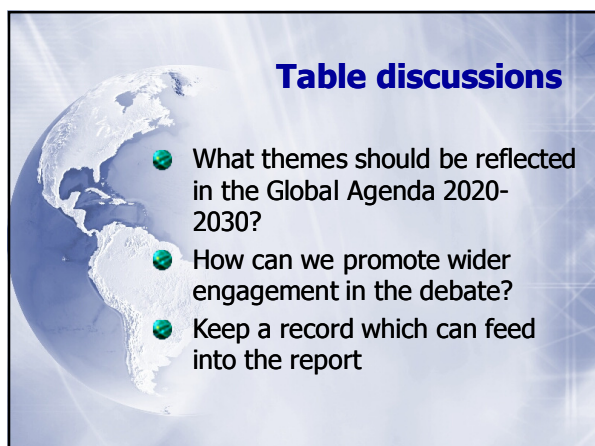 Table discussions
What themes should be reflected
in the Global Agenda 2020-
2030?
How can we promote wider
engagement in the debate?
Keep a record which can feed
into the report